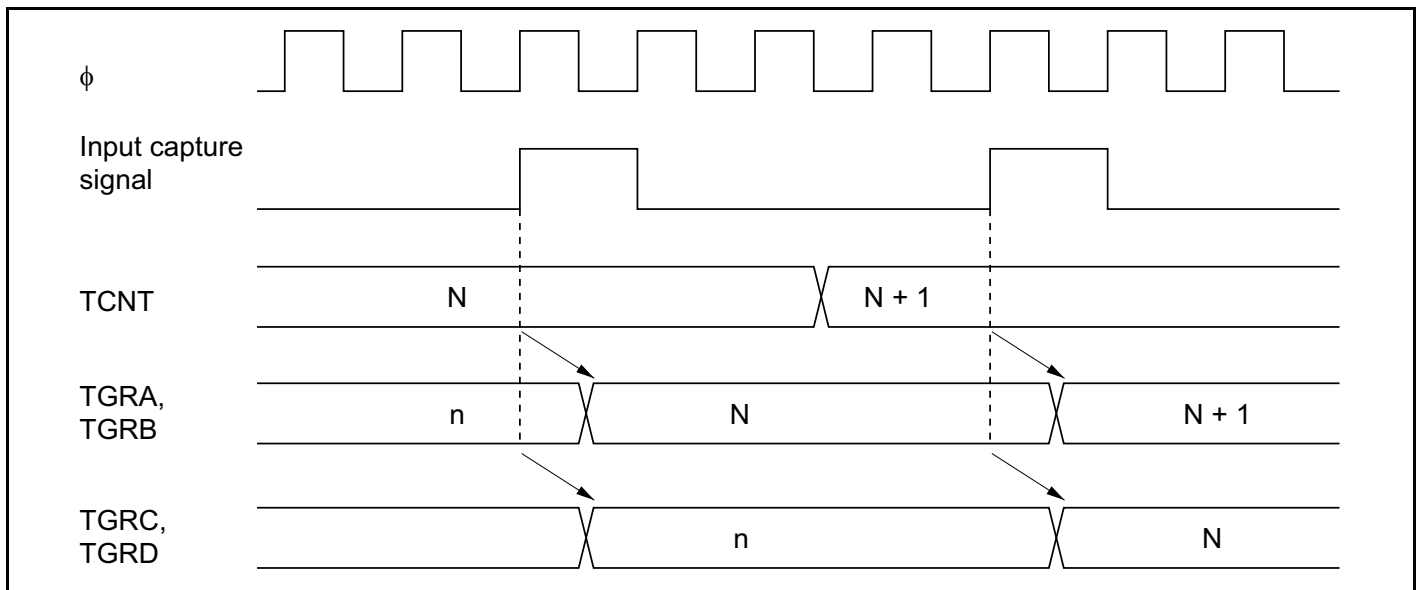 ϕ
Input capture
signal
TCNT
N
N + 1
TGRA,
TGRB
n
N
N + 1
TGRC,
TGRD
n
N